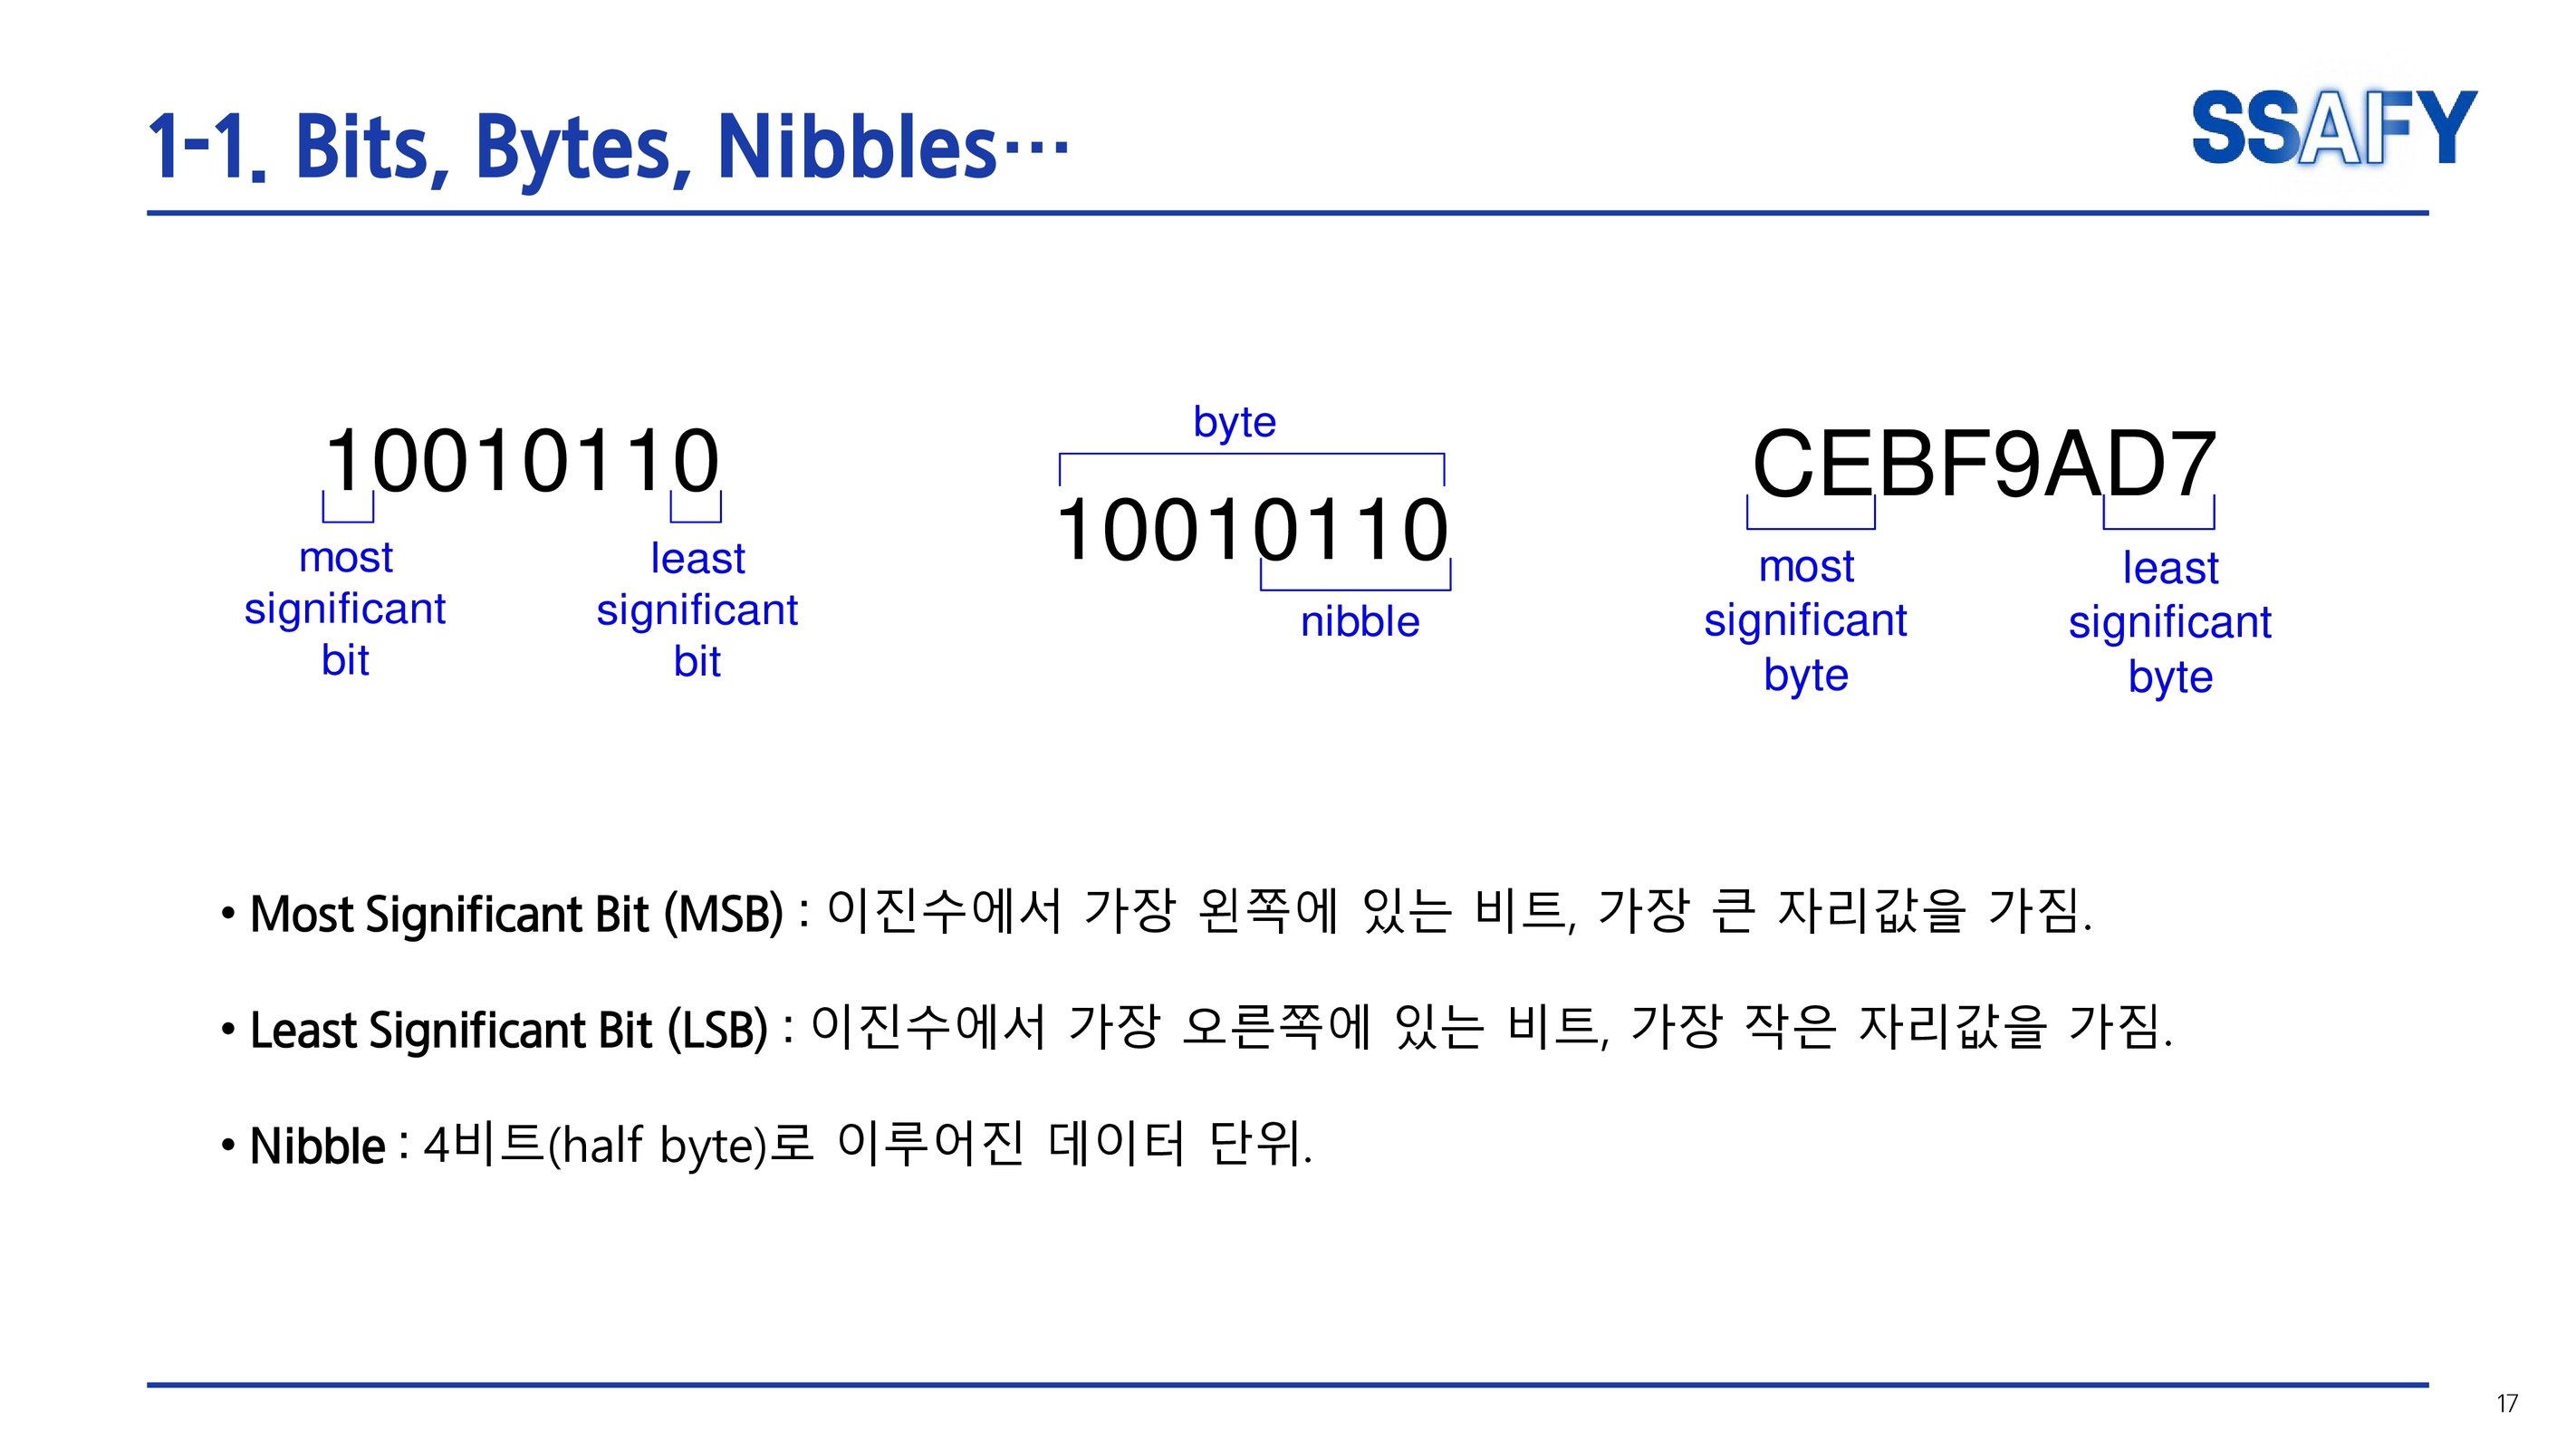 1-1. Bits, Bytes, Nibbles…
SSAFY
10010110
most
significant
bit
least
significant
bit
byte
10010110
nibble
CEBF9AD7
most
significant
byte
least
significant
byte
• Most Significant Bit (MSB) : 이진수에서 가장 왼쪽에 있는 비트, 가장 큰 자리값을 가짐.
• Least Significant Bit (LSB) : 이진수에서 가장 오른쪽에 있는 비트, 가장 작은 자리값을 가짐.
• Nibble : 4비트(half byte)로 이루어진 데이터 단위.
17